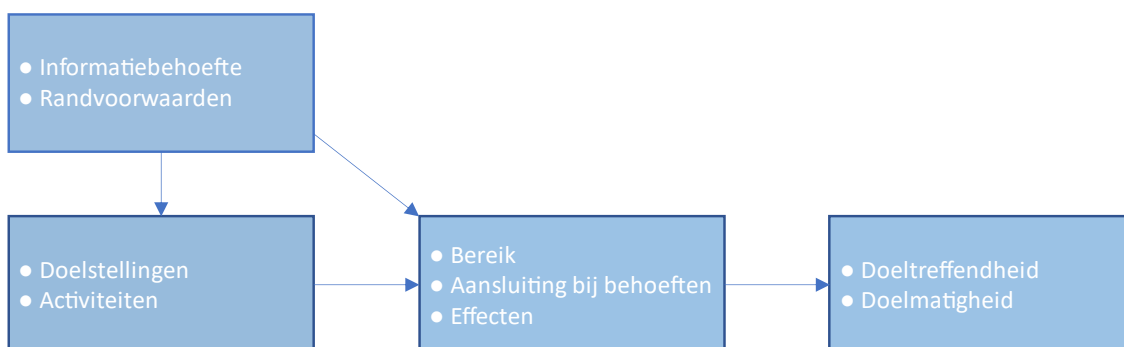 ● Informatiebehoefte
● Randvoorwaarden
● Doelstellingen
● Activiteiten
● Bereik
● Aansluiting bij behoeften
● Effecten
● Doeltreffendheid
● Doelmatigheid